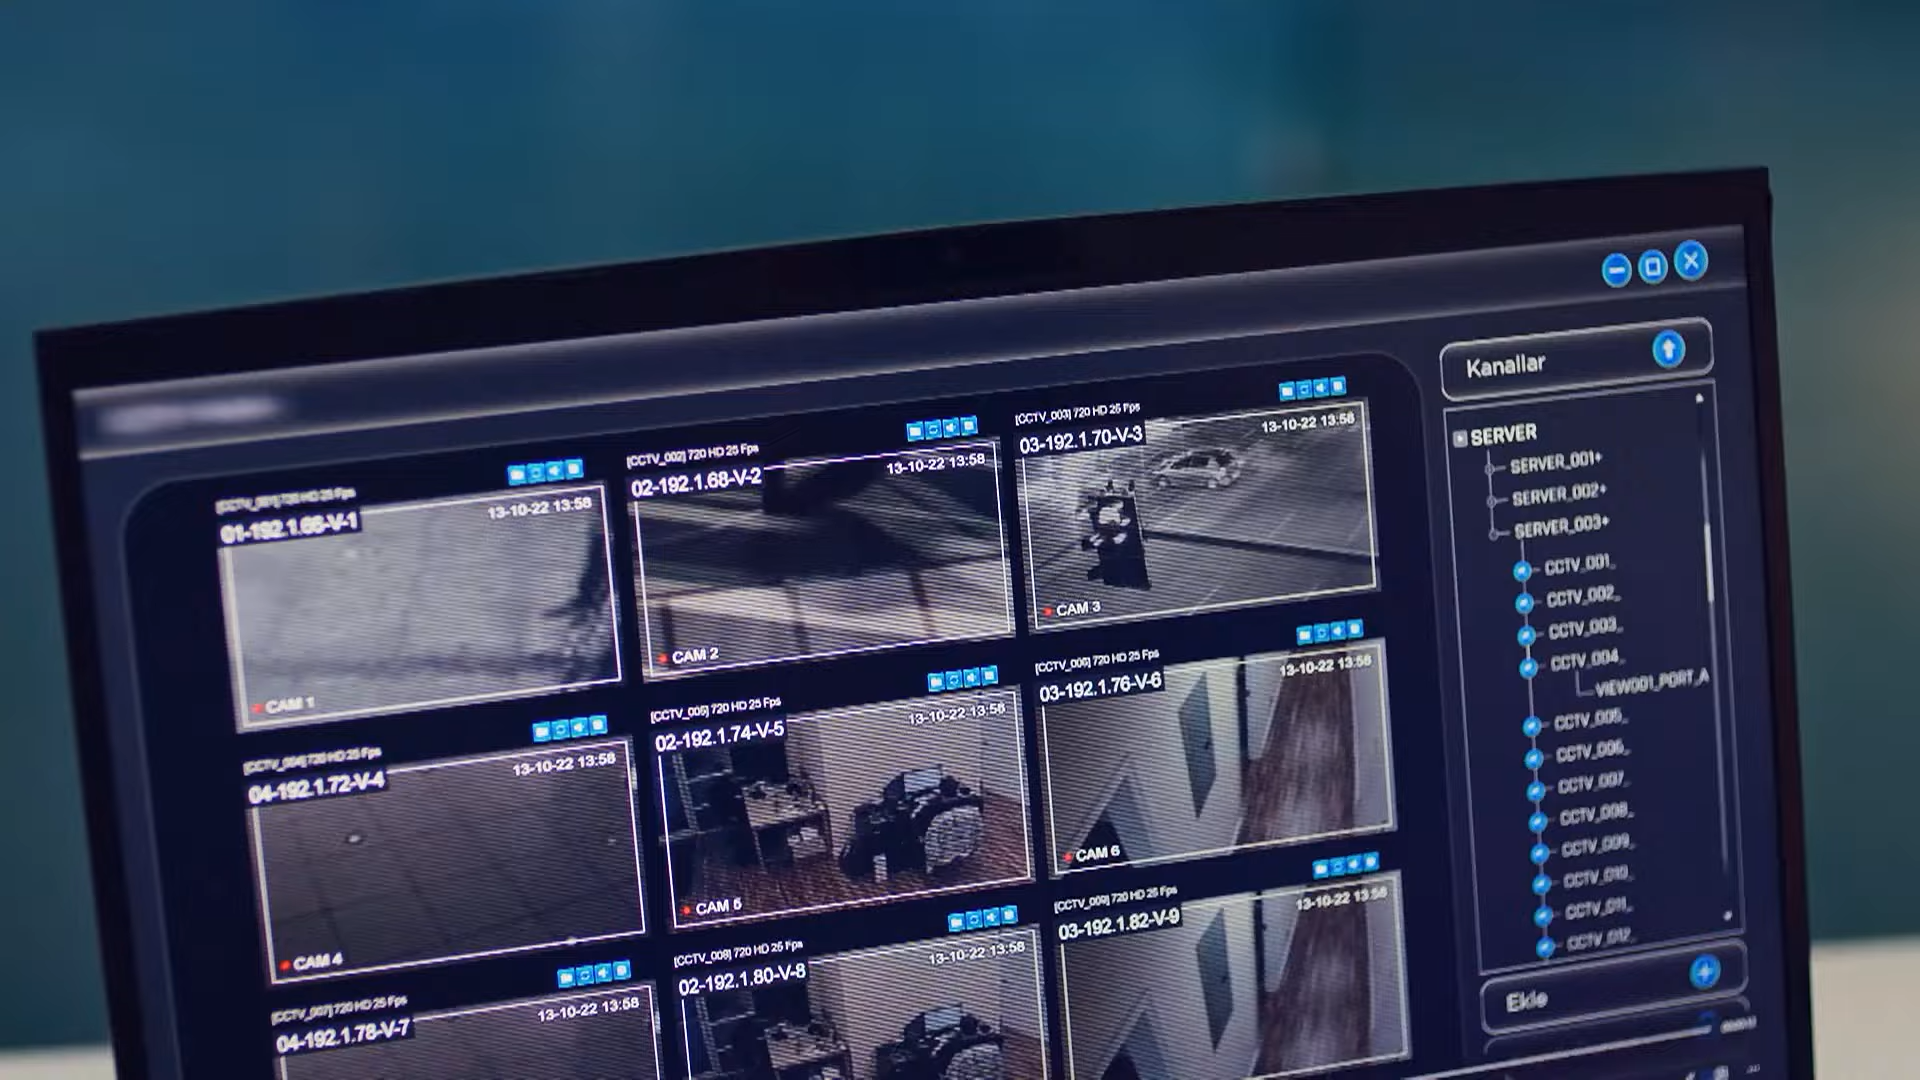 Kanallar
[CCTV_001] 720 HD 25 Fps
01-192.1.66-V-1
13-10-22 13:58
CAM 1
[CCTV_002] 720 HD 25 Fps
02-192.1.68-V-2
13-10-22 13:58
CAM 2
[CCTV_003] 720 HD 25 Fps
03-192.1.70-V-3
13-10-22 13:58
CAM 3
[CCTV_004] 720 HD 25 Fps
04-192.1.72-V-4
13-10-22 13:58
CAM 4
[CCTV_005] 720 HD 25 Fps
02-192.1.74-V-5
13-10-22 13:58
CAM 5
[CCTV_006] 720 HD 25 Fps
03-192.1.76-V-6
13-10-22 13:58
CAM 6
[CCTV_007] 720 HD 25 Fps
04-192.1.78-V-7
13-10-22 13:58
[CCTV_008] 720 HD 25 Fps
02-192.1.80-V-8
13-10-22 13:58
[CCTV_009] 720 HD 25 Fps
03-192.1.82-V-9
13-10-22 13:58
SERVER
SERVER_001+
SERVER_002+
SERVER_003+
CCTV_001_
CCTV_002_
CCTV_003_
CCTV_004_
VIEW001_PORT_A
CCTV_005_
CCTV_006_
CCTV_007_
CCTV_008_
CCTV_009_
CCTV_010_
CCTV_011_
CCTV_012_
Ekle